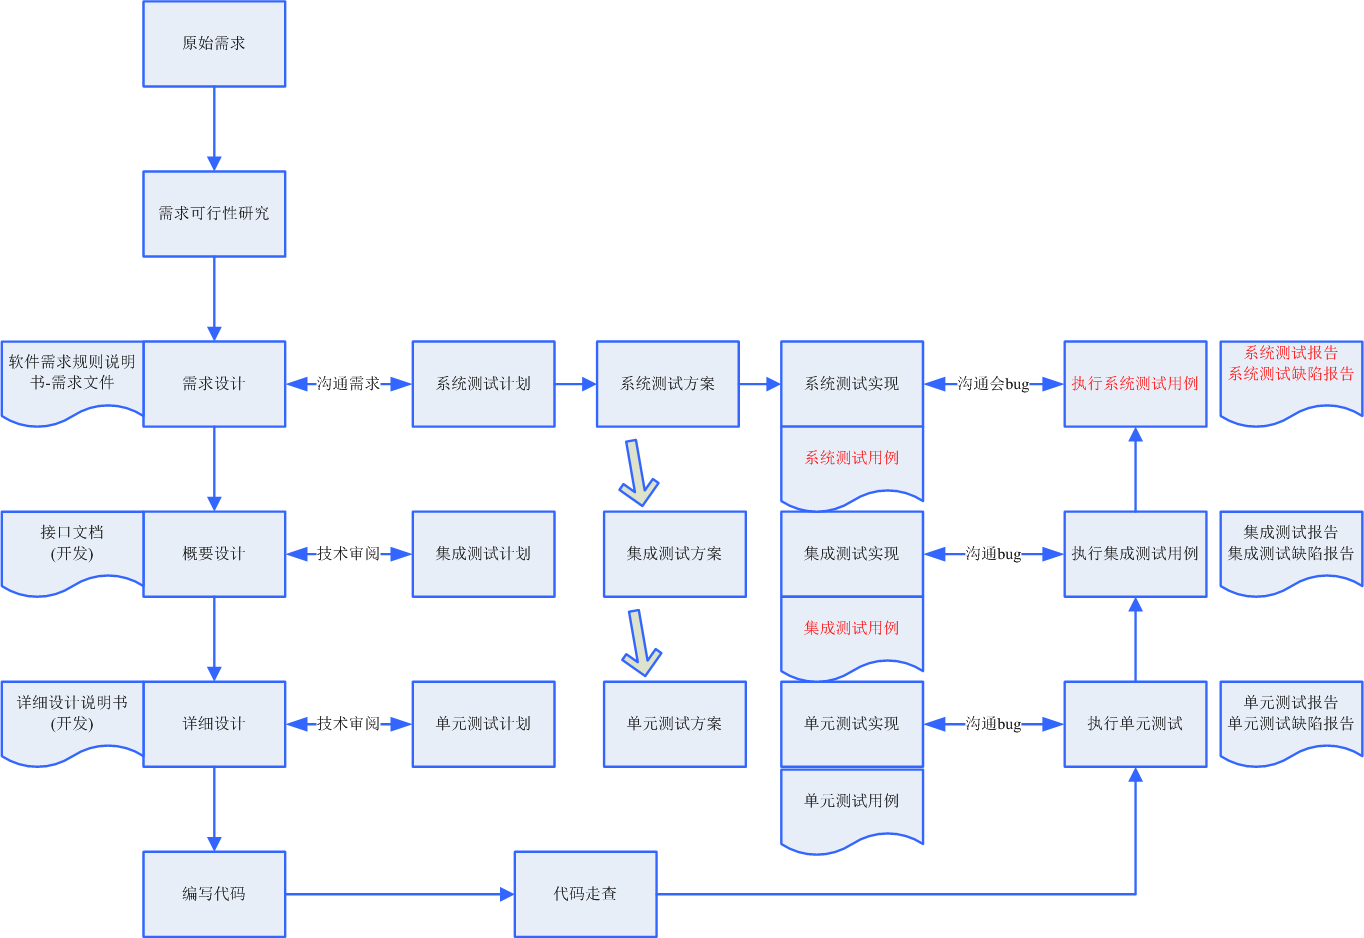 原始需求
需求可行性研究
软件需求规则说明
书-需求文件
需求设计
沟通需求
系统测试计划
系统测试方案
系统测试实现
沟通会bug
执行系统测试用例
系统测试报告
系统测试缺陷报告
系统测试用例
接口文档
(开发)
概要设计
技术审阅
集成测试计划
集成测试方案
集成测试实现
沟通bug
执行集成测试用例
集成测试报告
集成测试缺陷报告
集成测试用例
详细设计说明书
(开发)
详细设计
技术审阅
单元测试计划
单元测试方案
单元测试实现
沟通bug
执行单元测试
单元测试报告
单元测试缺陷报告
单元测试用例
编写代码
代码走查